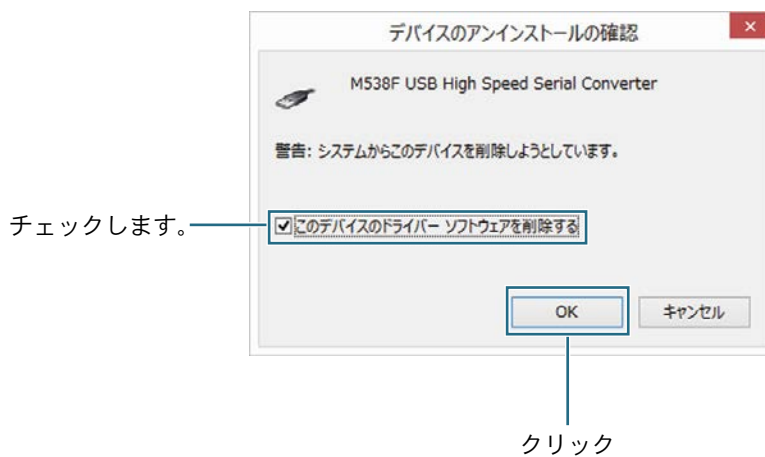 デバイスのアンインストールの確認
M538F USB High Speed Serial Converter
警告: システムからこのデバイスを削除しようとしています。
チェックします。
このデバイスのドライバー ソフトウェアを削除する
OK
キャンセル
クリック